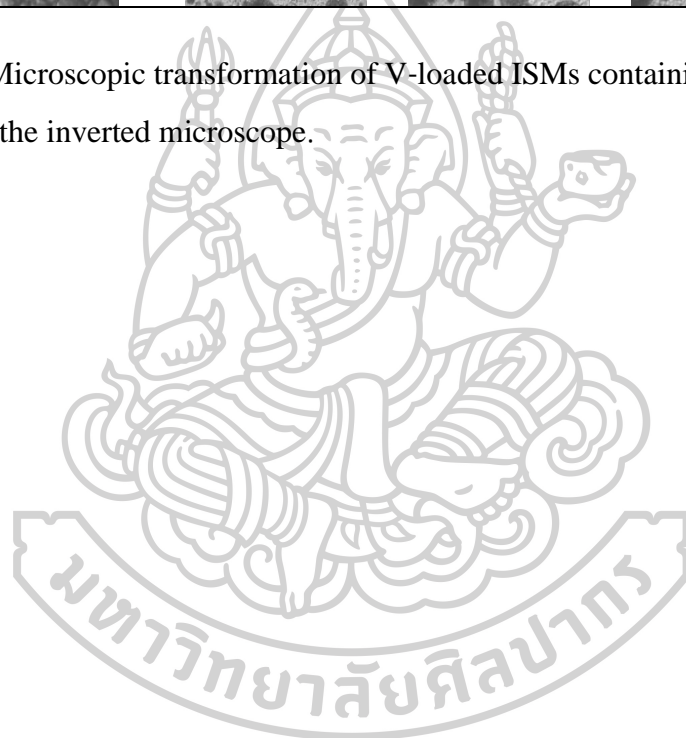 Microscopic transformation of V-loaded ISMs containi
the inverted microscope.
มหาวิทยาลัยศิลปากร